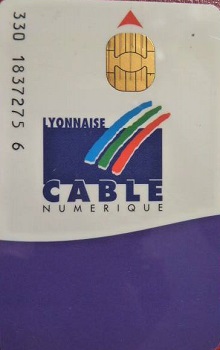 330 1837275 6
LYONNAISE
CABLE
NUMERIQUE